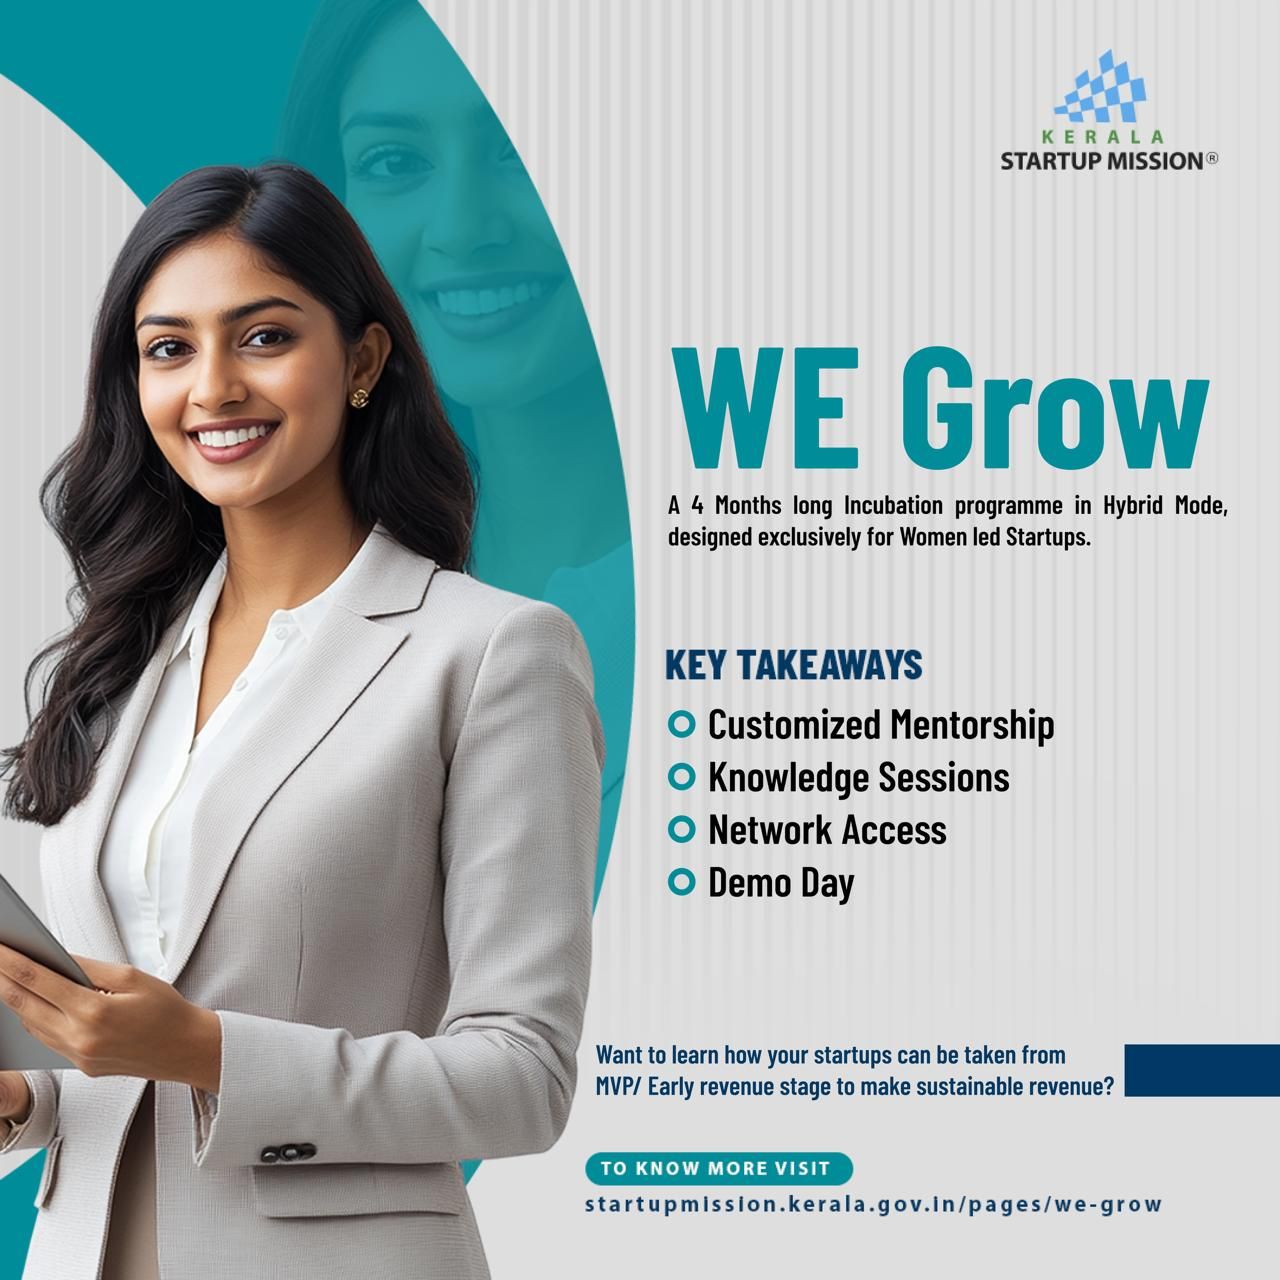 KERALA
STARTUP MISSION®
WE Grow
A 4 Months long Incubation programme in Hybrid Mode,
designed exclusively for Women led Startups.
KEY TAKEAWAYS
Customized Mentorship
Knowledge Sessions
Network Access
Demo Day
Want to learn how your startups can be taken from
MVP/ Early revenue stage to make sustainable revenue?
TO KNOW MORE VISIT
startupmission.kerala.gov.in/pages/we-grow